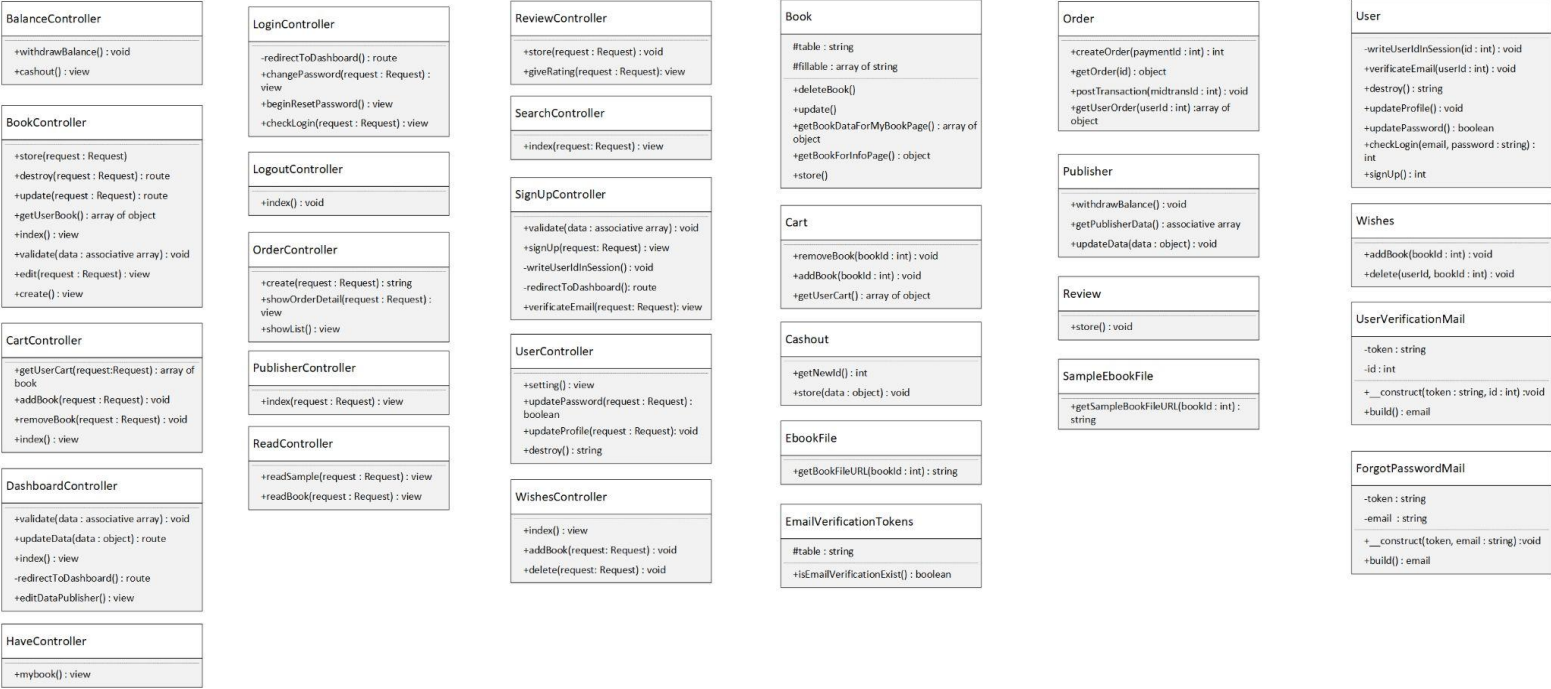 BalanceController
+withdrawBalance() : void
+cashout() : view
BookController
+store(request : Request)
+destroy(request : Request) : route
+update(request : Request) : route
+getUserBook() : array of object
+index() : view
+validate(data : associative array) : void
+edit(request : Request) : view
+create() : view
CartController
+getUserCart(request:Request) : array of
book
+addBook(request : Request) : void
+removeBook(request : Request) : void
+index() : view
DashboardController
+validate(data : associative array) : void
+updateData(data : object) : route
+index() : view
-redirectToDashboard() : route
+editDataPublisher() : view
HaveController
+mybook() : view
LoginController
-redirectToDashboard() : route
+changePassword(request : Request) :
view
+beginResetPassword() : view
+checkLogin(request : Request) : view
LogoutController
+index() : void
OrderController
+create(request : Request) : string
+showOrderDetail(request : Request) :
view
+showList() : view
PublisherController
+index(request : Request) : view
ReadController
+readSample(request : Request) : view
+readBook(request : Request) : view
ReviewController
+store(request : Request) : void
+giveRating(request : Request): view
SearchController
+index(request: Request) : view
SignUpController
+validate(data : associative array) : void
+signUp(request: Request) : view
-writeUserIdInSession() : void
-redirectToDashboard(): route
+verificateEmail(request: Request): view
UserController
+setting() : view
+updatePassword(request : Request) :
boolean
+updateProfile(request : Request): void
+destroy() : string
WishesController
+index() : view
+addBook(request: Request) : void
+delete(request: Request) : void
Book
#table : string
#fillable : array of string
+deleteBook()
+update()
+getBookDataForMyBookPage() : array of
object
+getBookForInfoPage() : object
+store()
Cart
+removeBook(bookId : int) : void
+addBook(bookId : int) : void
+getUserCart() : array of object
Cashout
+getNewId() : int
+store(data : object) : void
EbookFile
+getBookFileURL(bookId : int) : string
EmailVerificationTokens
#table : string
+isEmailVerificationExist() : boolean
Order
+createOrder(paymentId : int) : int
+getOrder(id) : object
+postTransaction(midtransId : int) : void
+getUserOrder(userId : int) :array of
object
Publisher
+withdrawBalance() : void
+getPublisherData() : associative array
+updateData(data : object) : void
Review
+store() : void
SampleEbookFile
+getSampleBookFileURL(bookId : int) :
string
User
-writeUserIdInSession(id : int) : void
+verificateEmail(userId : int) : void
+destroy() : string
+updateProfile() : void
+updatePassword() : boolean
+checkLogin(email, password : string) :
int
+signUp() : int
Wishes
+addBook(bookId : int) : void
+delete(userId, bookId : int) : void
UserVerificationMail
-token : string
-id : int
+__construct(token : string, id : int) :void
+build() : email
ForgotPasswordMail
-token : string
-email : string
+__construct(token, email : string) :void
+build() : email